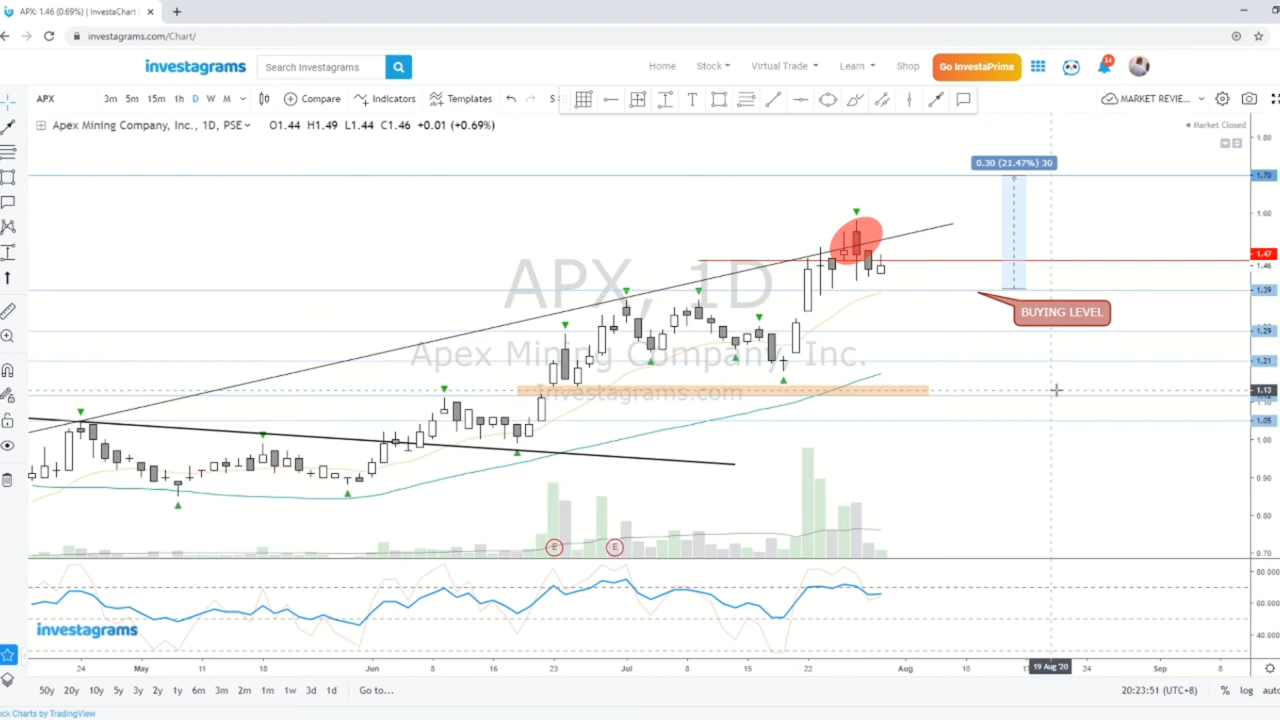 APX: 1.46 (0.69%) | InvestaChart
investagrams.com/Chart/
investagrams
Search Investagrams
Home
Stock
Virtual Trade
Learn
Shop
Go InvestaPrime
14
APX
3m 5m 15m 1h D W M
Compare
Indicators
Templates
S
T
MARKET REVIE...
Apex Mining Company, Inc., 1D, PSE
O1.44 H1.49 L1.44 C1.46 +0.01 (+0.69%)
Market Closed
1.80
0.30 (21.47%) 30
1.70
1.60
1.47
1.46
APX, 1D
1.39
BUYING LEVEL
1.29
Apex Mining Company, Inc.
1.21
Investagrams.com
1.13
1.10
1.05
1.00
0.90
0.80
E
E
0.70
80.000
60.000
investagrams
40.000
24 May 11 18 Jun 8 16 23 Jul 8 15 22 Aug 10 19 Aug '20 24 Sep 8
50y 20y 10y 5y 3y 2y 1y 6m 3m 2m 1m 1w 3d 1d Go to...
20:23:51 (UTC+8) % log auto
ock Charts by TradingView